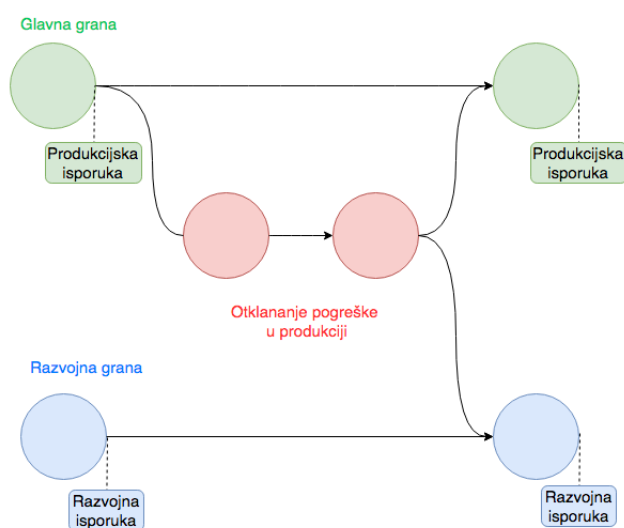 Glavna grana
Produkcijska
isporuka
Produkcijska
isporuka
Otklananje pogreške
u produkciji
Razvojna grana
Razvojna
isporuka
Razvojna
isporuka